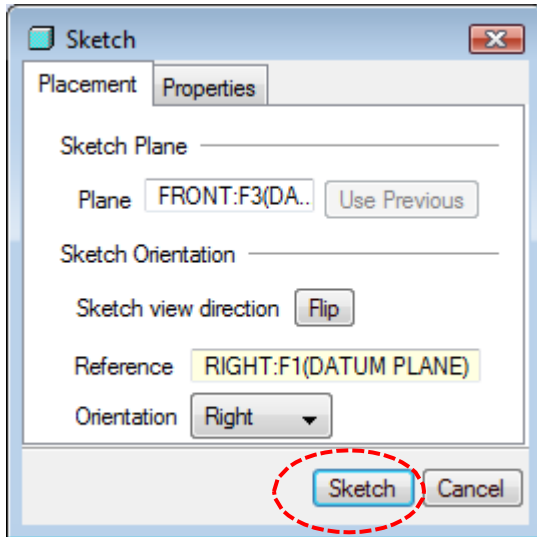 Sketch
Placement Properties
Sketch Plane
Plane FRONT:F3(DA.. Use Previous
Sketch Orientation
Sketch view direction Flip
Reference RIGHT:F1(DATUM PLANE)
Orientation Right
Sketch Cancel